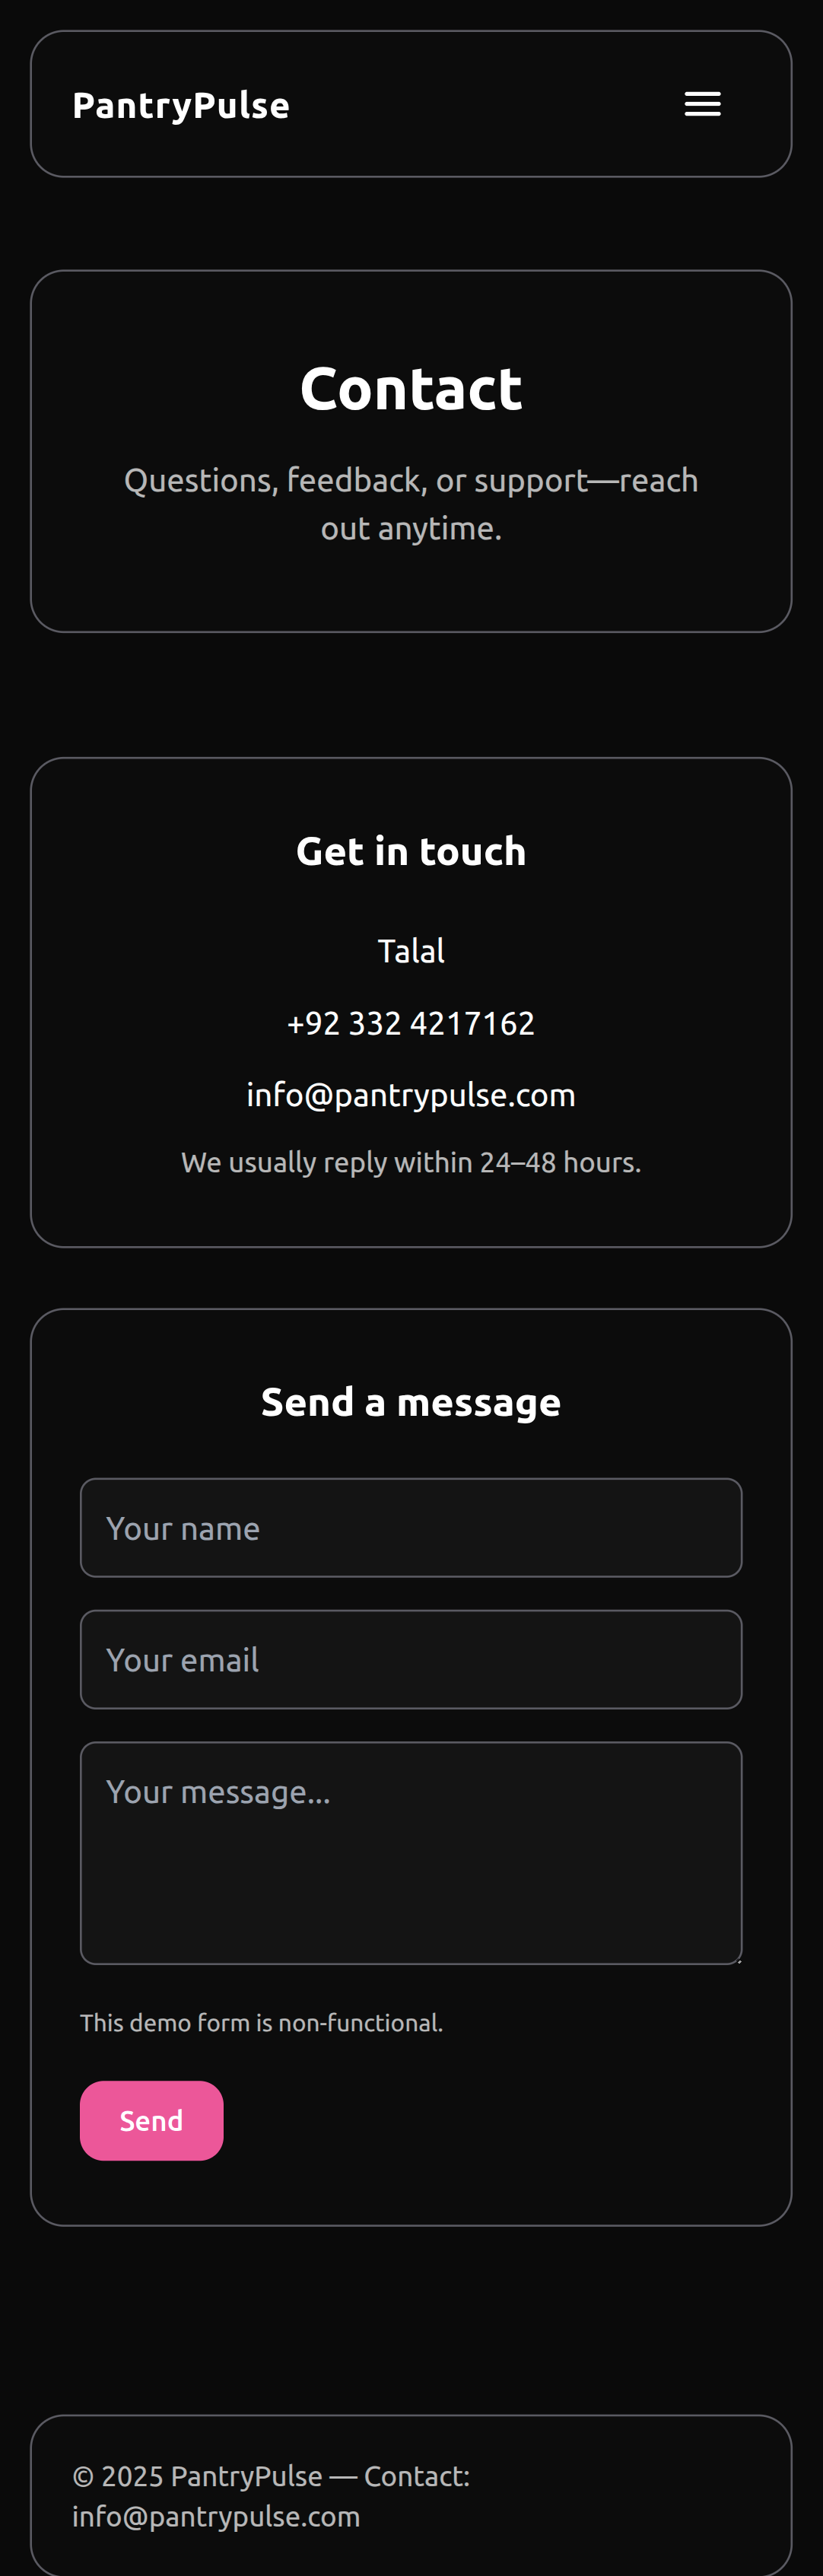 PantryPulse
Contact
Questions, feedback, or support—reach
out anytime.
Get in touch
Talal
+92 332 4217162
info@pantrypulse.com
We usually reply within 24–48 hours.
Send a message
Your name
Your email
Your message...
This demo form is non-functional.
Send
© 2025 PantryPulse — Contact:
info@pantrypulse.com